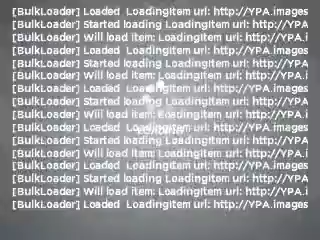 [BulkLoader] Loaded  LoadingItem url: http://YPA.images
[BulkLoader] Started loading LoadingItem url: http://YPA
[BulkLoader] Will load item: LoadingItem url: http://YPA.i
[BulkLoader] Loaded  LoadingItem url: http://YPA.images
[BulkLoader] Started loading LoadingItem url: http://YPA
[BulkLoader] Will load item: LoadingItem url: http://YPA.i
[BulkLoader] Loaded  LoadingItem url: http://YPA.images
[BulkLoader] Started loading LoadingItem url: http://YPA
[BulkLoader] Will load item: LoadingItem url: http://YPA.i
[BulkLoader] Loaded  LoadingItem url: http://YPA.images
[BulkLoader] Started loading LoadingItem url: http://YPA
[BulkLoader] Will load item: LoadingItem url: http://YPA.i
[BulkLoader] Loaded  LoadingItem url: http://YPA.images
[BulkLoader] Started loading LoadingItem url: http://YPA
[BulkLoader] Will load item: LoadingItem url: http://YPA.i
[BulkLoader] Loaded  LoadingItem url: http://YPA.images